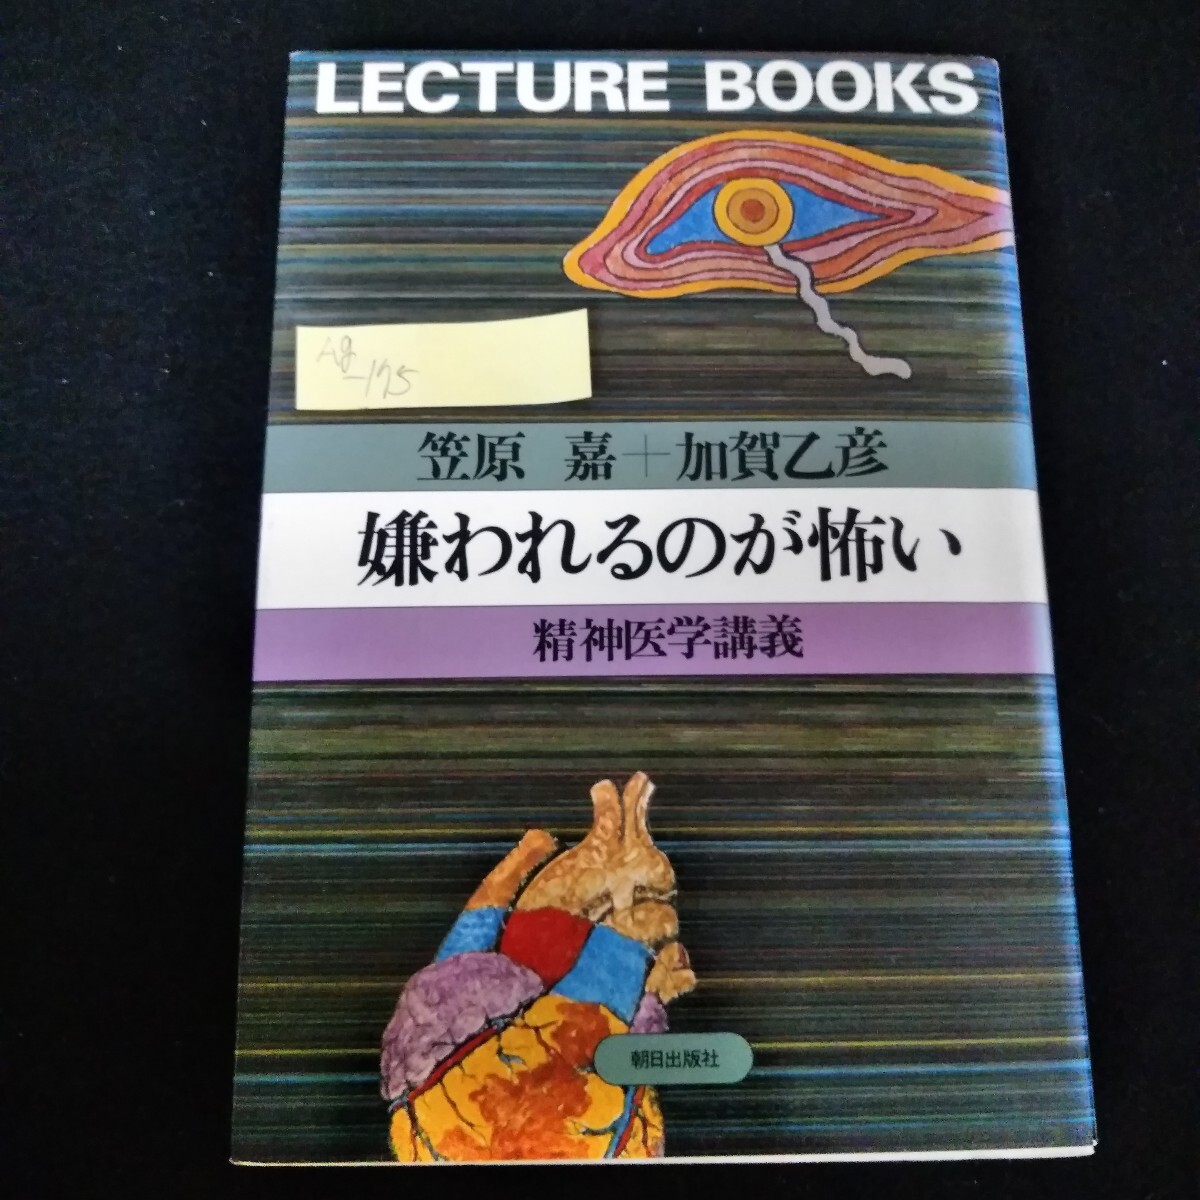 LECTURE BOOKS
Ag
-175
笠原 嘉+加賀乙彦
嫌われるのが怖い
精神医学講義
朝日出版社